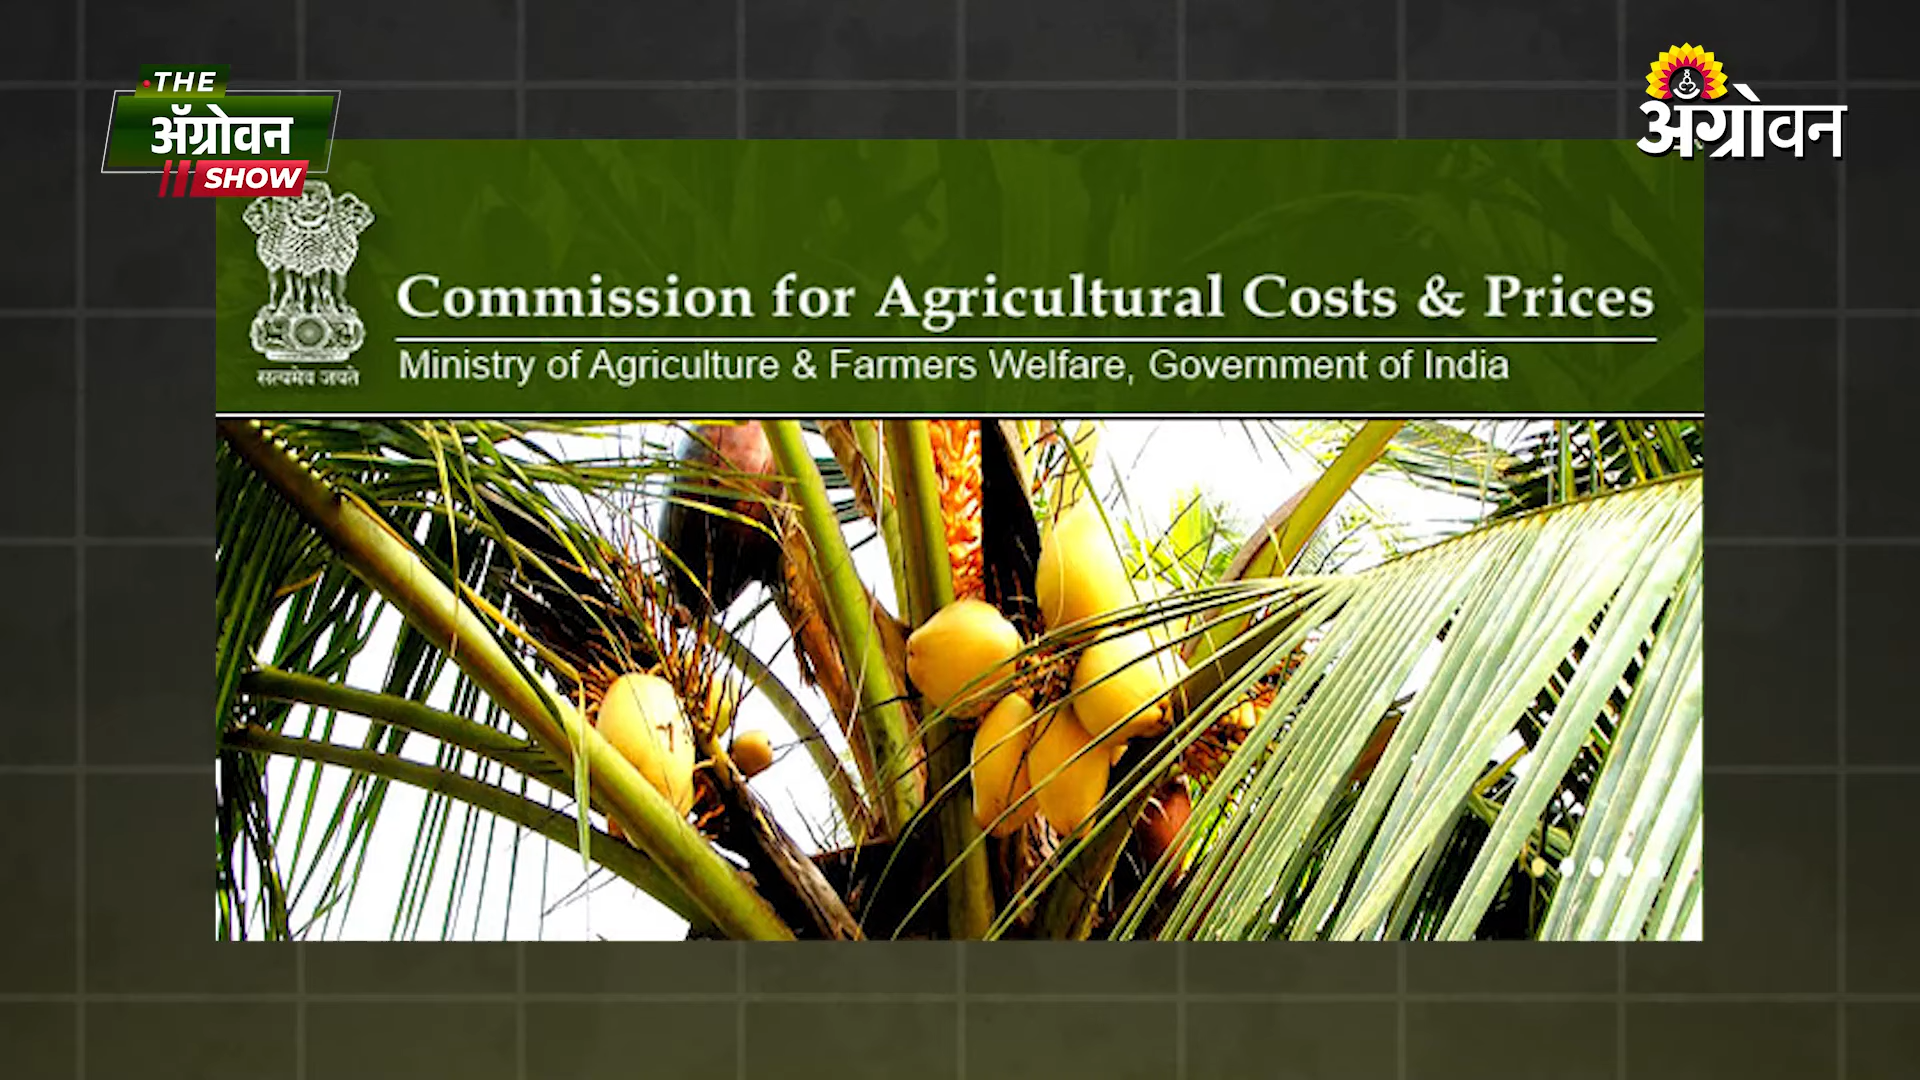 THE
ॲग्रोवन
SHOW
अॅग्रोवन
Commission for Agricultural Costs & Prices
Ministry of Agriculture & Farmers Welfare, Government of India
सत्यमेव जयते